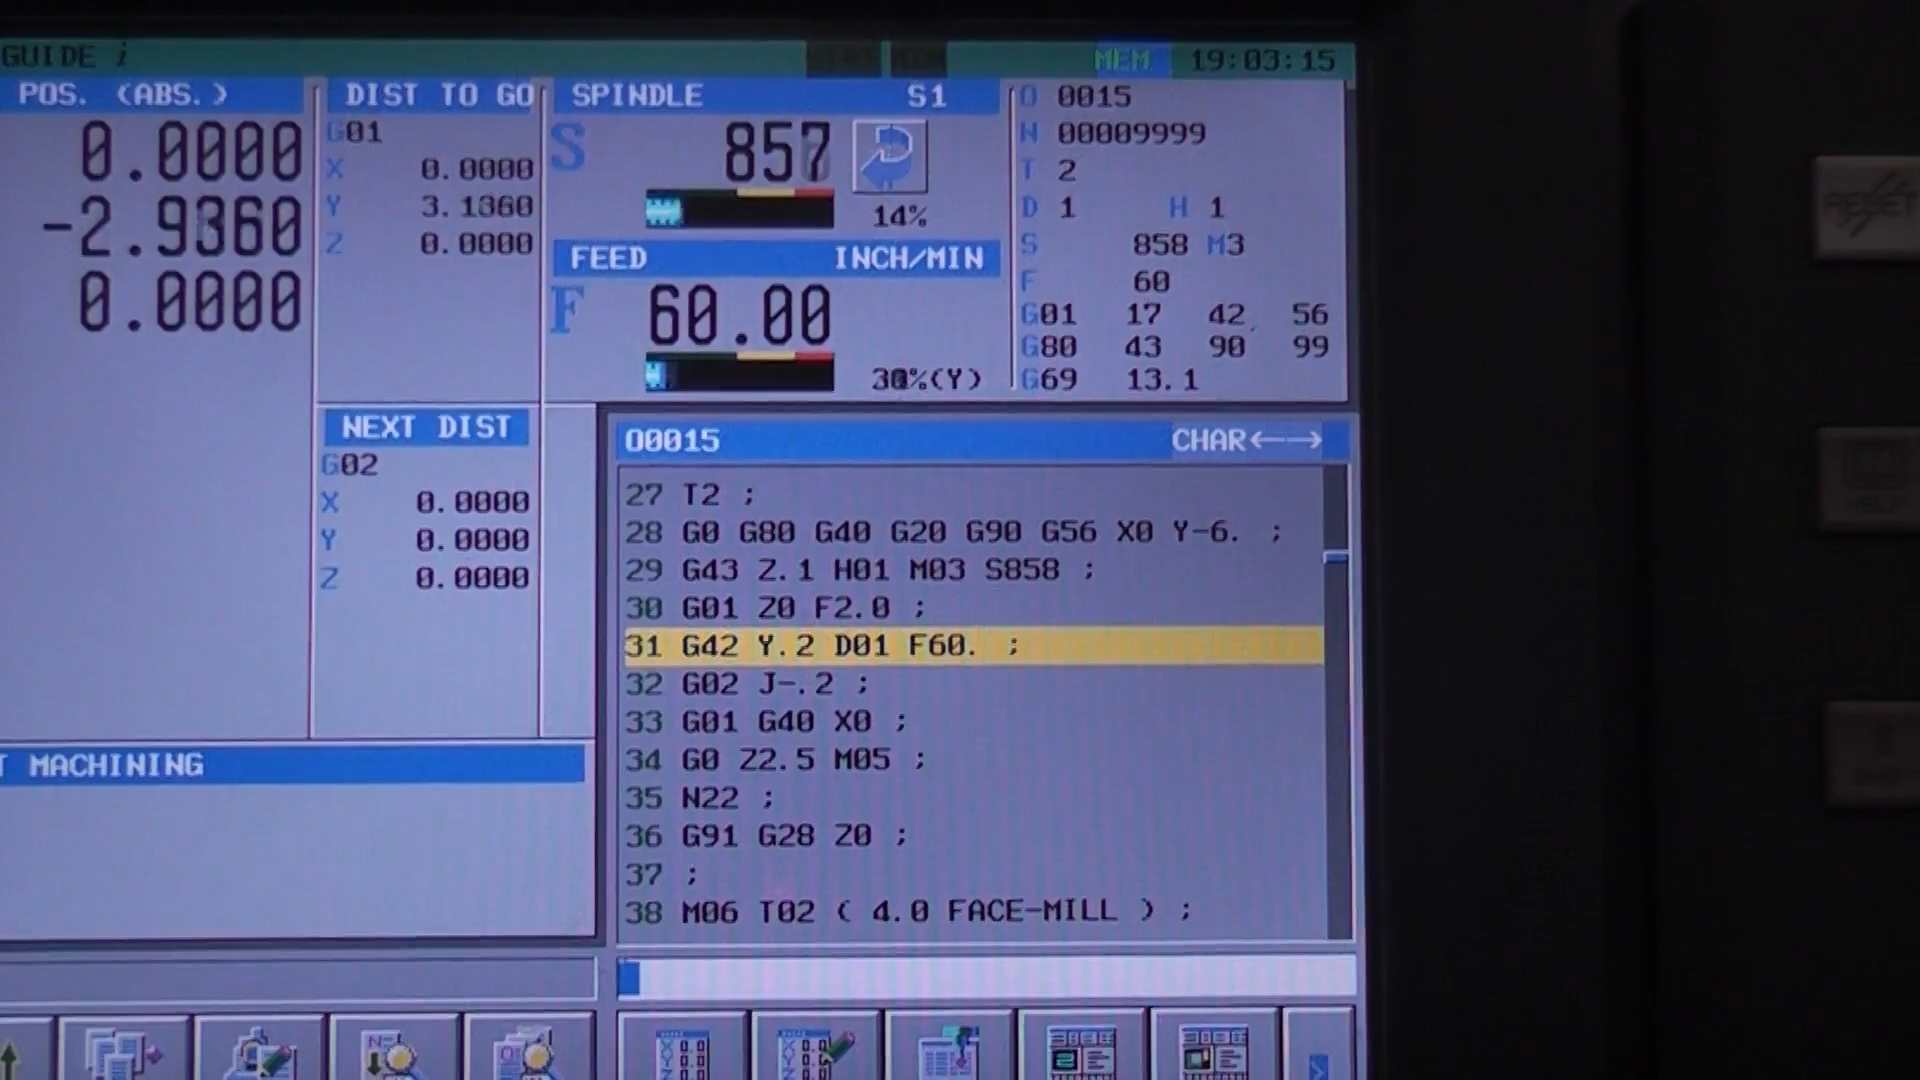 GUIDE i
MEM 19:03:15
POS. (ABS.)
0.0000
-2.9360
0.0000
DIST TO GO
G01
X 0.0000
Y 3.1360
Z 0.0000
NEXT DIST
G02
X 0.0000
Y 0.0000
Z 0.0000
SPINDLE S1
S 857
14%
FEED INCH/MIN
F 60.00
30%(Y)
O 0015
N 00009999
T 2
D 1 H 1
S 858 M3
F 60
G01 17 42 56
G80 43 90 99
G69 13.1
MACHINING
O0015 CHAR←→
27 T2 ;
28 G0 G80 G40 G20 G90 G56 X0 Y-6. ;
29 G43 Z.1 H01 M03 S858 ;
30 G01 Z0 F2.0 ;
31 G42 Y.2 D01 F60. ;
32 G02 J-.2 ;
33 G01 G40 X0 ;
34 G0 Z2.5 M05 ;
35 N22 ;
36 G91 G28 Z0 ;
37 ;
38 M06 T02 ( 4.0 FACE-MILL ) ;
RESET